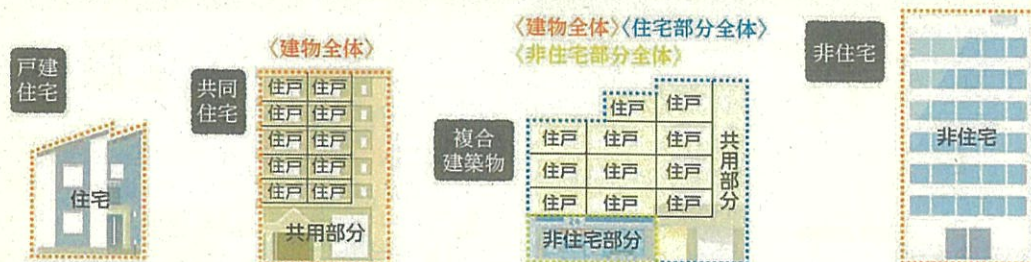 戸建
住宅
住宅
〈建物全体〉
共同
住宅
住戸 住戸
住戸 住戸
住戸 住戸
住戸 住戸
住戸 住戸
共用部分
〈建物全体〉〈住宅部分全体〉
〈非住宅部分全体〉
複合
建築物
住戸 住戸
住戸 住戸 住戸
住戸 住戸 住戸
住戸 住戸 住戸
共用部分
非住宅部分
非住宅
非住宅